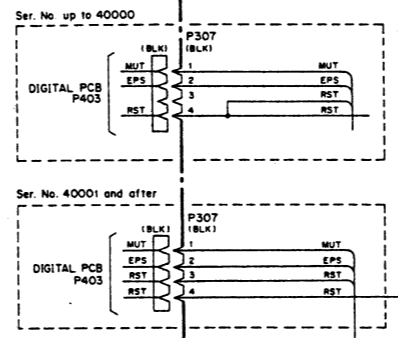 Ser. No. up to 40000
P307
(BLK) (BLK)
MUT 1 MUT
EPS 2 EPS
DIGITAL PCB 3 RST
P403
RST 4 RST
Ser. No. 40001 and after
P307
(BLK) (BLK)
MUT 1 MUT
EPS 2 EPS
DIGITAL PCB
RST 3 RST
P403
RST 4 RST